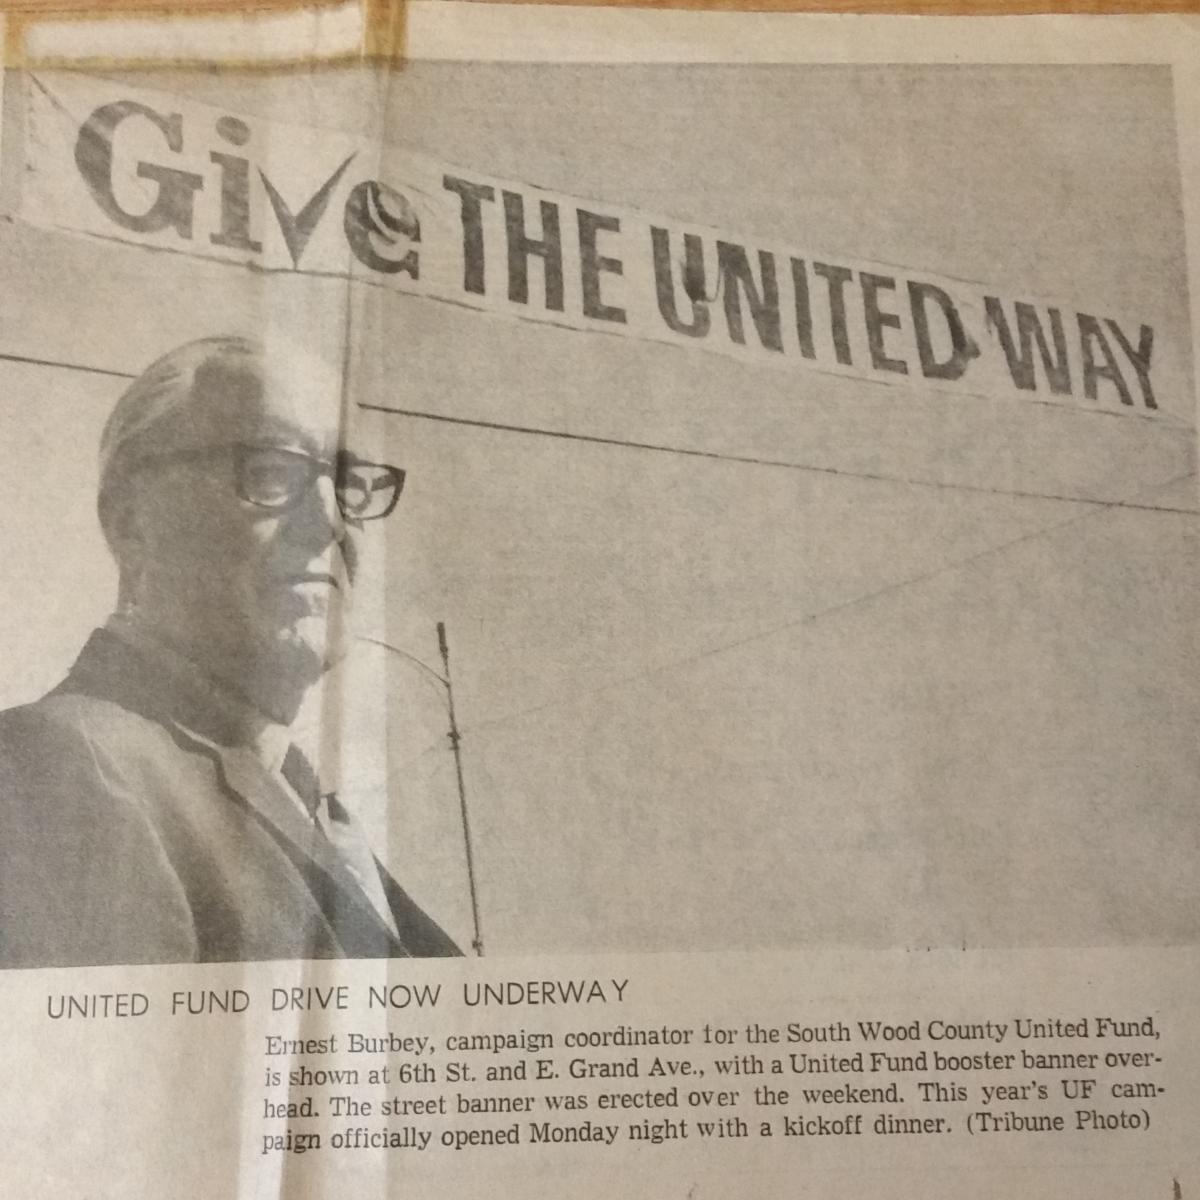 Give THE UNITED WAY
UNITED FUND DRIVE NOW UNDERWAY
Ernest Burbey, campaign coordinator for the South Wood County United Fund,
is shown at 6th St. and E. Grand Ave., with a United Fund booster banner over-
head. The street banner was erected over the weekend. This year's UF cam-
paign officially opened Monday night with a kickoff dinner. (Tribune Photo)